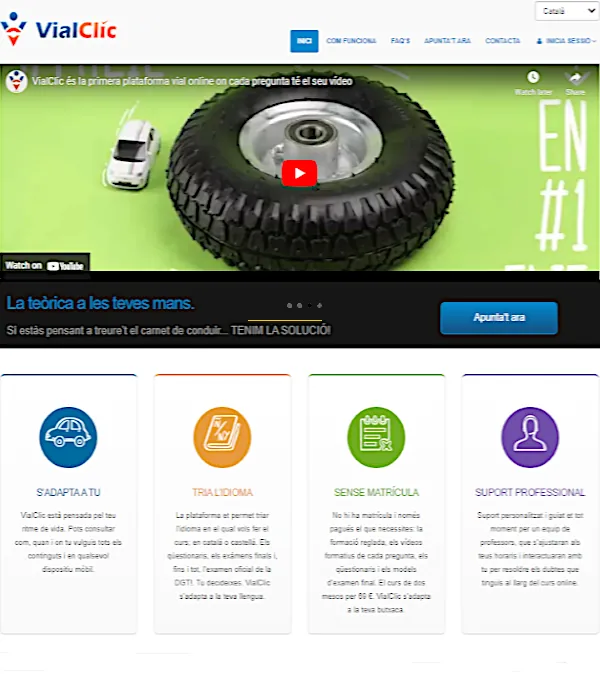 Català
VialClíc
INICI
COM FUNCIONA
FAQ'S
APUNTA'T ARA
CONTACTA
INICIA SESSIÓ
VialClic és la primera plataforma vial online on cada pregunta té el seu vídeo
Watch later
Share
EN
#1
Watch on YouTube
La teòrica a les teves mans.
Si estàs pensant a treure't el carnet de conduir... TENIM LA SOLUCIÓ!
Apunta't ara
S'ADAPTA A TU
VialClic està pensada pel teu
ritme de vida. Pots consultar
com, quan i on tu vulguis tots els
continguts i en qualsevol
dispositiu mòbil.
TRIA L'IDIOMA
La plataforma et permet triar
l'idioma en el qual vols fer el
curs, en català o castellà. Els
qüestionaris, els exàmens finals i,
fins i tot, l'examen oficial de la
DGT!. Tu decideixes. VialClic
s'adapta a la teva llengua.
SENSE MATRÍCULA
No hi ha matrícula i només
pagués el que necessites: la
formació reglada, els vídeos
formatius de cada pregunta, els
qüestionaris i els models
d'examen final. El curs de dos
mesos per 69 €. VialClic s'adapta
a la teva butxaca.
SUPORT PROFESSIONAL
Suport personalitzat i guiat et tot
moment per un equip de
professors, que s'ajustaran als
teus horaris i interactuaran amb
tu per resoldre els dubtes que
tinguis al llarg del curs online.